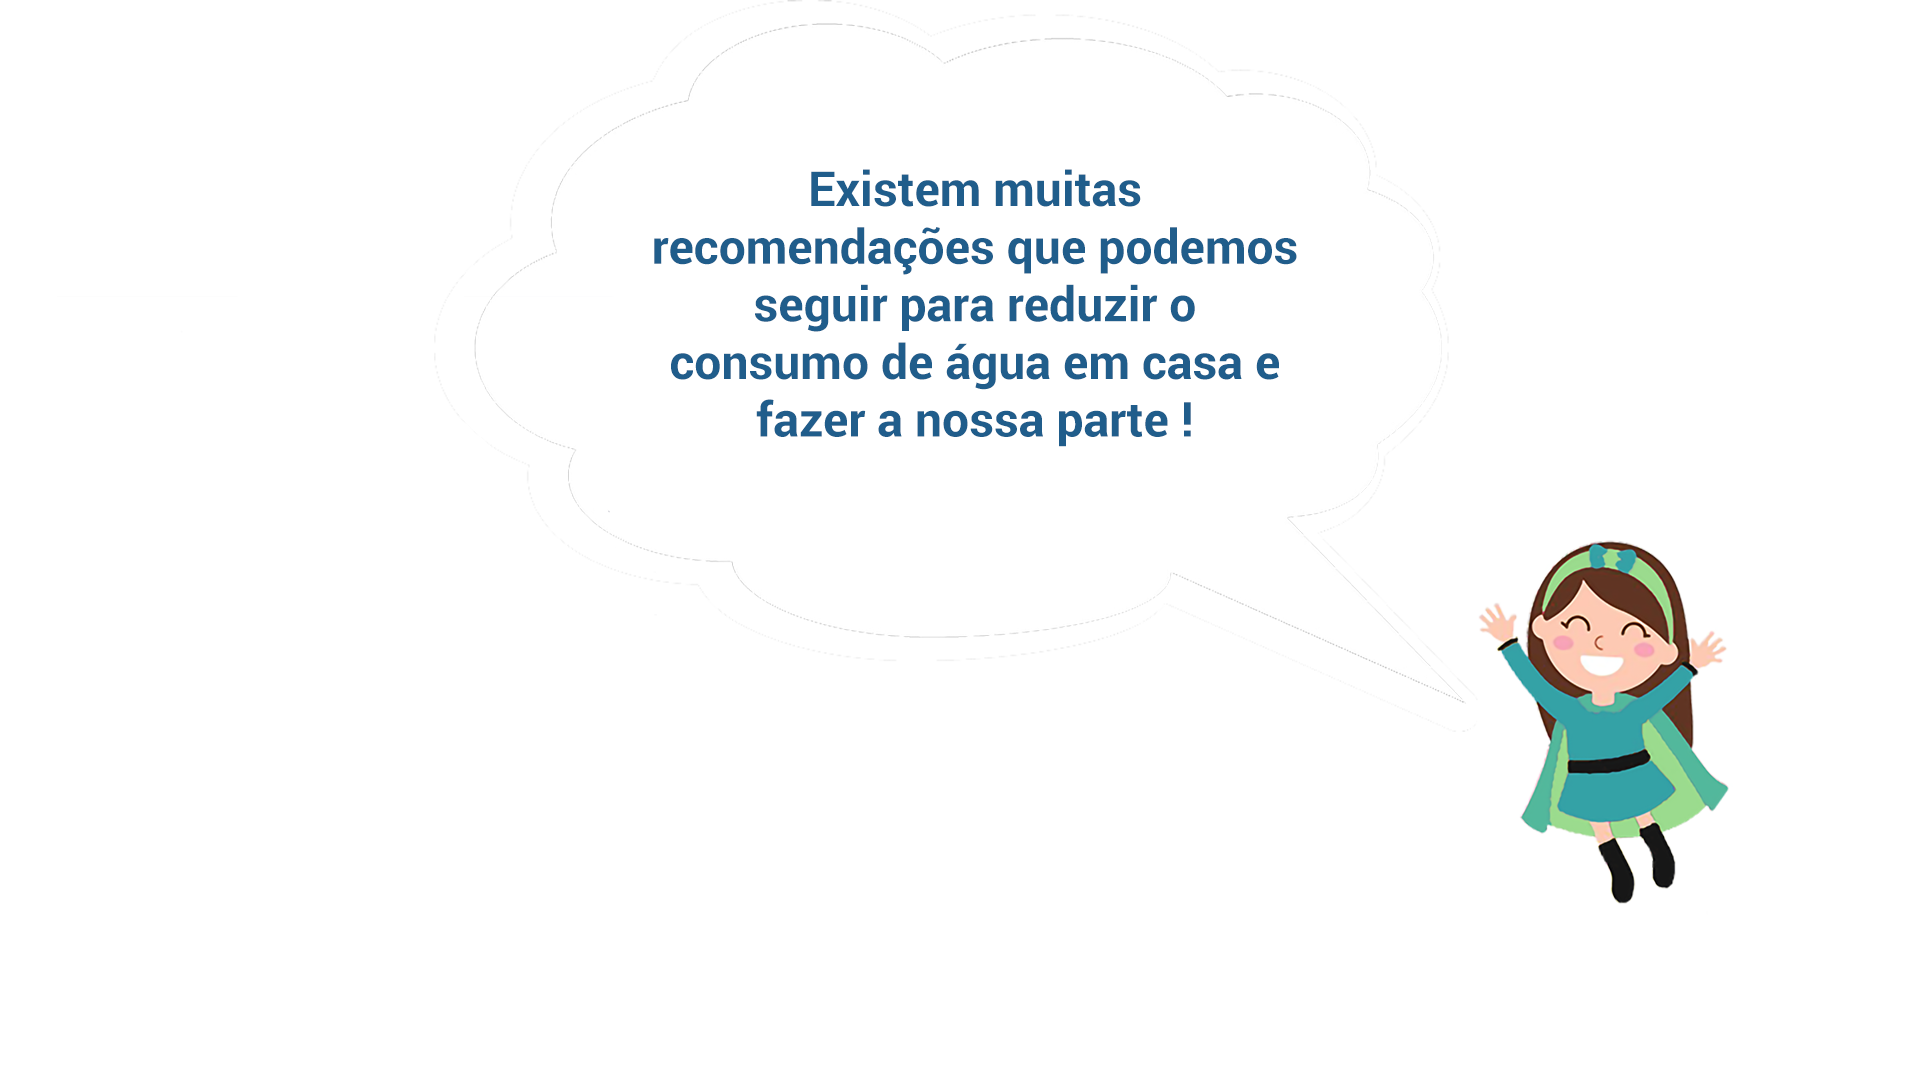 Existem muitas
recomendações que podemos
seguir para reduzir o
consumo de água em casa e
fazer a nossa parte !